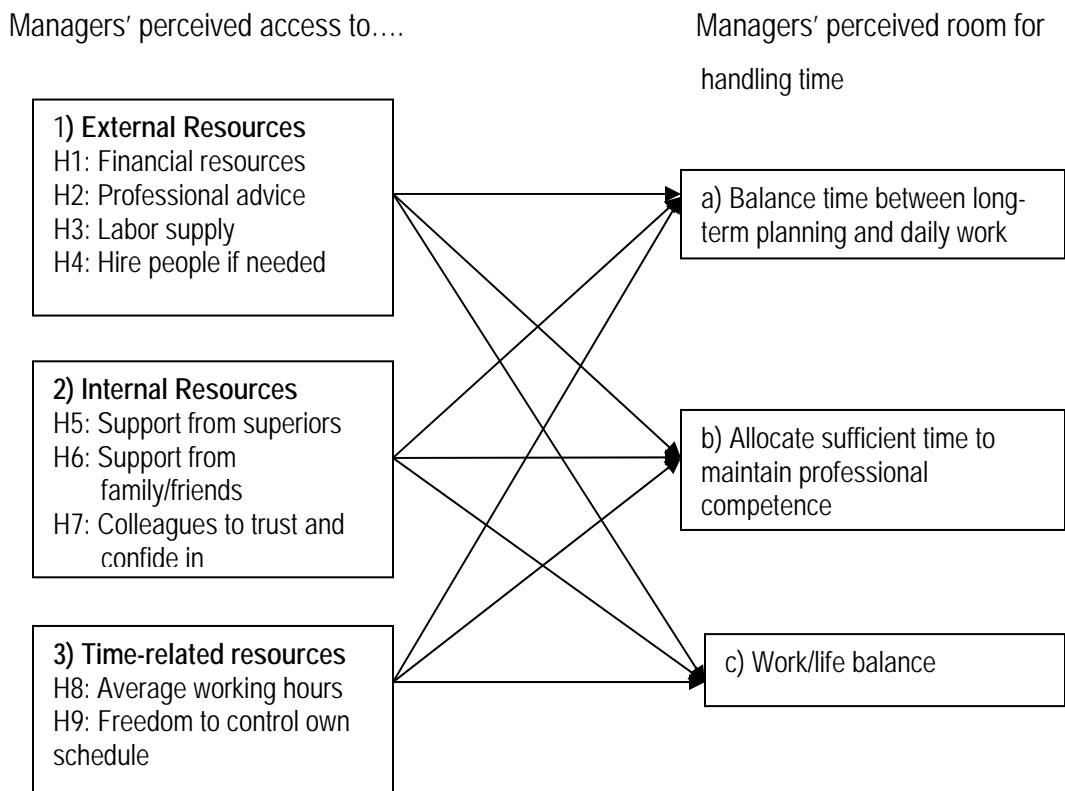 Managers’ perceived access to….
Managers’ perceived room for
handling time
1) External Resources
H1: Financial resources
H2: Professional advice
H3: Labor supply
H4: Hire people if needed
2) Internal Resources
H5: Support from superiors
H6: Support from
family/friends
H7: Colleagues to trust and
confide in
3) Time-related resources
H8: Average working hours
H9: Freedom to control own
schedule
a) Balance time between long-
term planning and daily work
b) Allocate sufficient time to
maintain professional
competence
c) Work/life balance